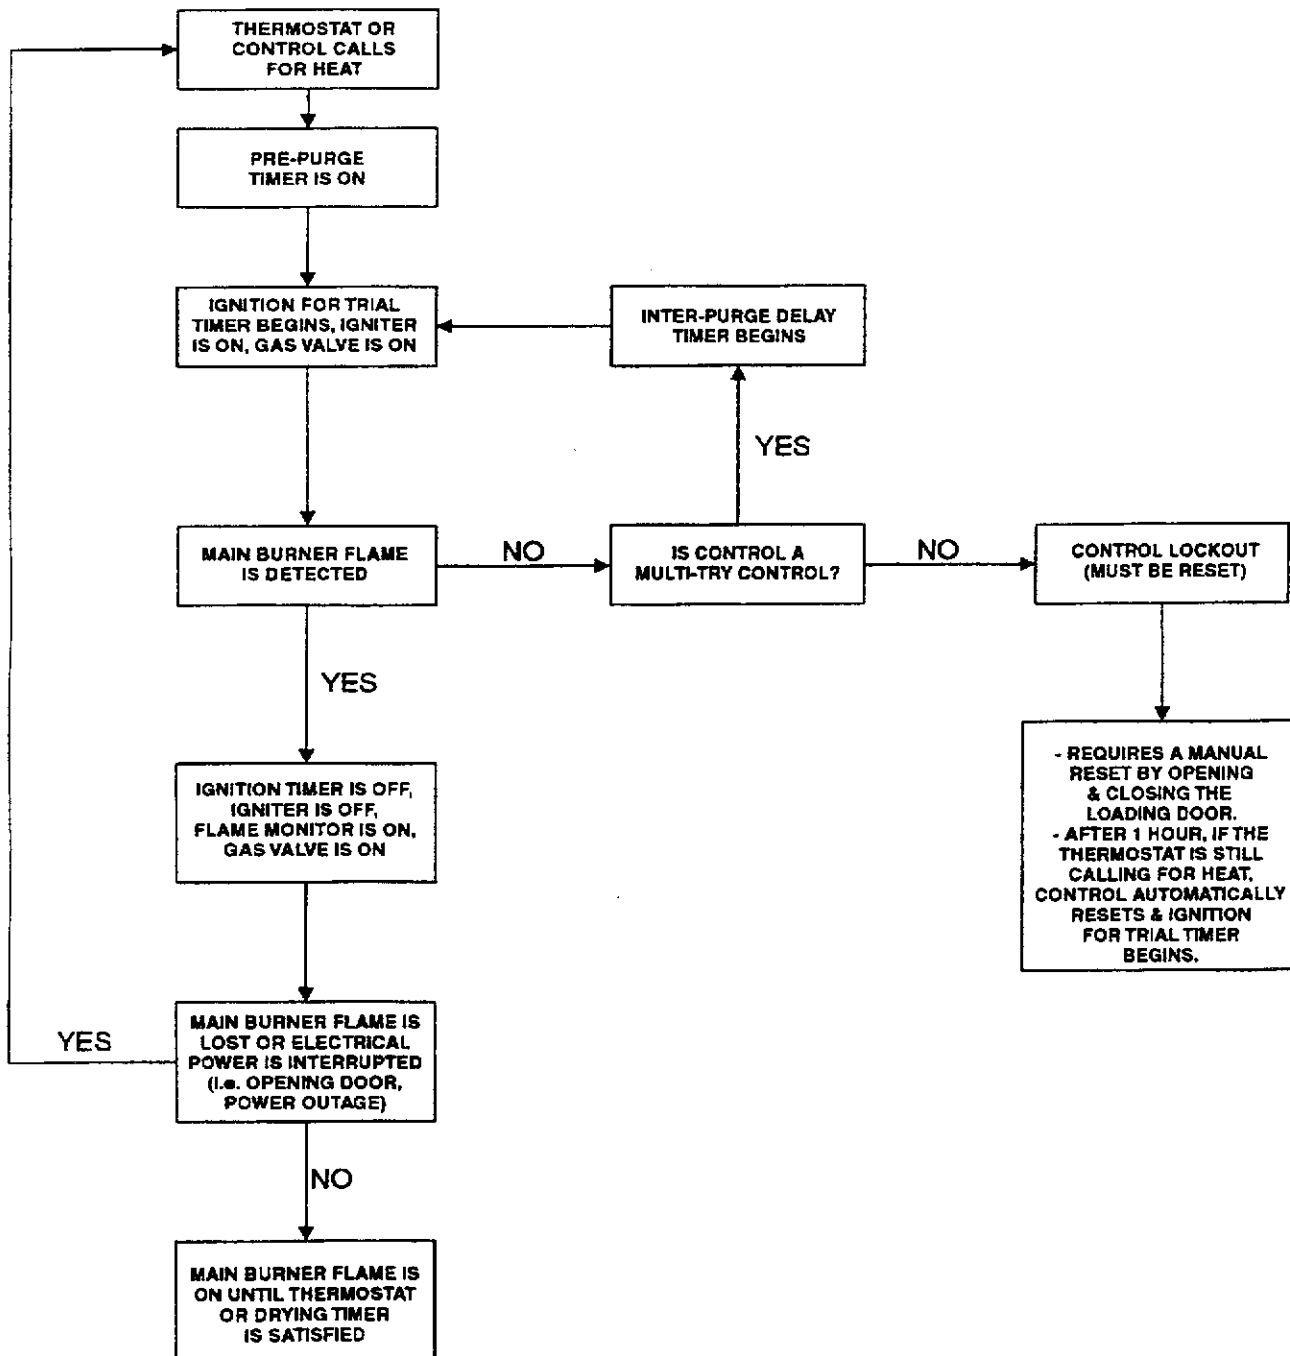 THERMOSTAT OR
CONTROL CALLS
FOR HEAT
PRE-PURGE
TIMER IS ON
IGNITION FOR TRIAL
TIMER BEGINS, IGNITER
IS ON, GAS VALVE IS ON
INTER-PURGE DELAY
TIMER BEGINS
YES
MAIN BURNER FLAME
IS DETECTED
NO
IS CONTROL A
MULTI-TRY CONTROL?
NO
CONTROL LOCKOUT
(MUST BE RESET)
YES
- REQUIRES A MANUAL
RESET BY OPENING
& CLOSING THE
LOADING DOOR.
- AFTER 1 HOUR, IF THE
THERMOSTAT IS STILL
CALLING FOR HEAT,
CONTROL AUTOMATICALLY
RESETS & IGNITION
FOR TRIAL TIMER
BEGINS.
IGNITION TIMER IS OFF,
IGNITER IS OFF,
FLAME MONITOR IS ON,
GAS VALVE IS ON
YES
MAIN BURNER FLAME IS
LOST OR ELECTRICAL
POWER IS INTERRUPTED
(i.e. OPENING DOOR,
POWER OUTAGE)
NO
MAIN BURNER FLAME IS
ON UNTIL THERMOSTAT
OR DRYING TIMER
IS SATISFIED